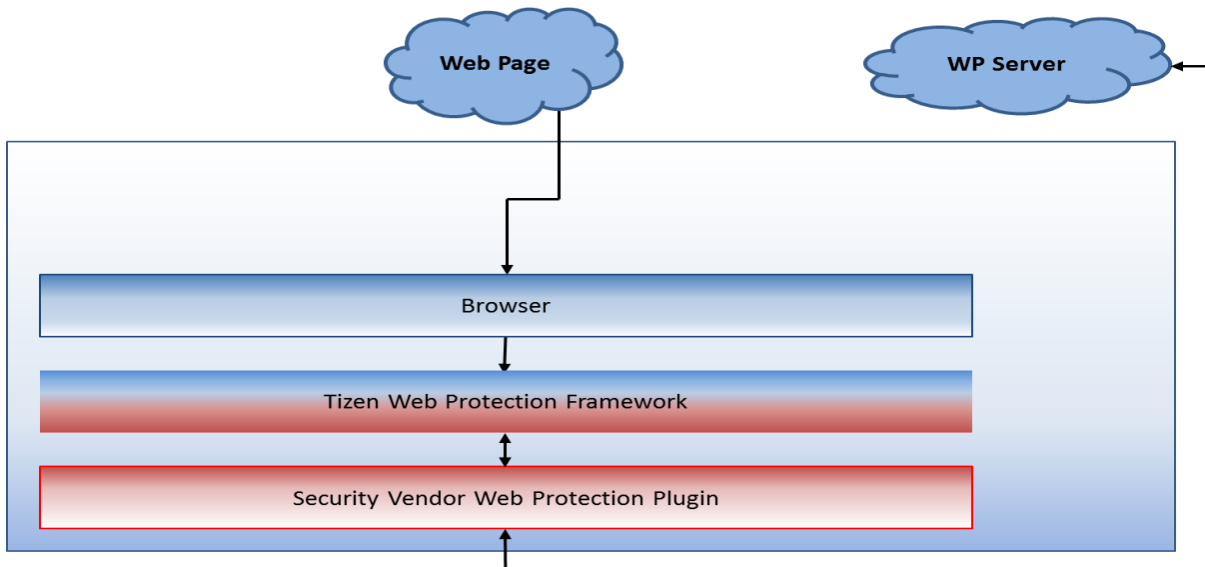 Web Page
WP Server
Browser
Tizen Web Protection Framework
Security Vendor Web Protection Plugin